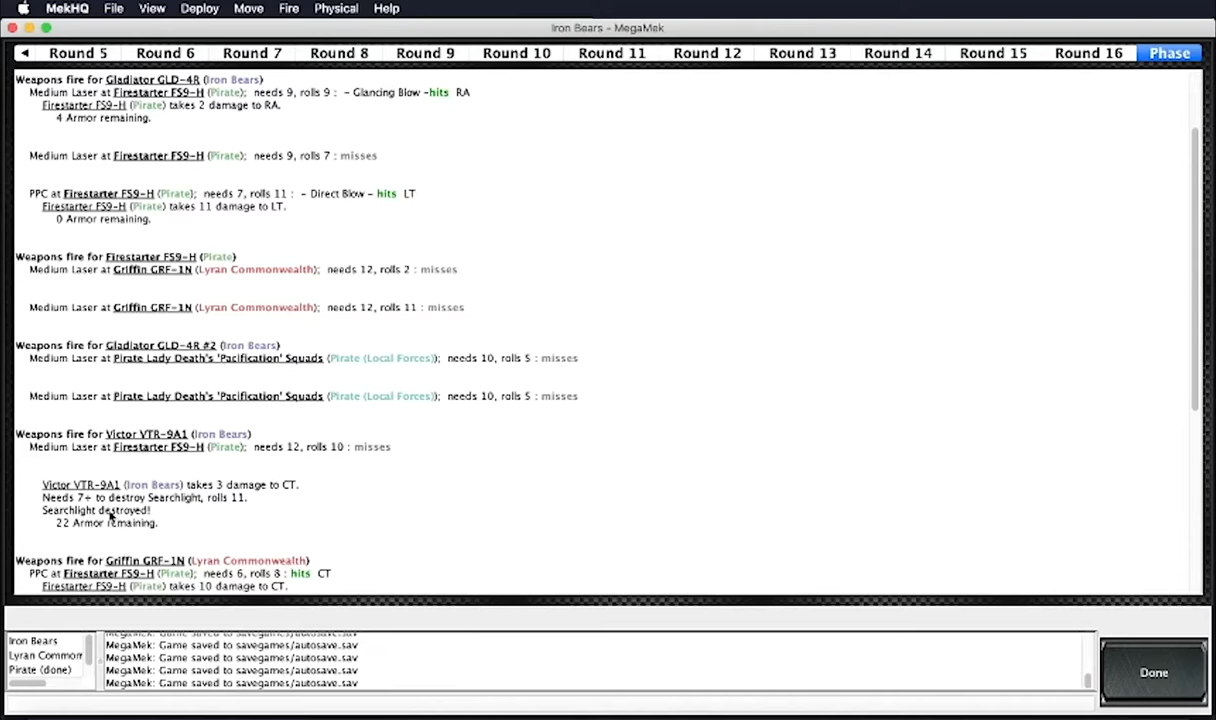 MekHQ File View Deploy Move Fire Physical Help
Iron Bears - MegaMek
Round 5 Round 6 Round 7 Round 8 Round 9 Round 10 Round 11 Round 12 Round 13 Round 14 Round 15 Round 16 Phase
Weapons fire for Gladiator GLD-4R (Iron Bears)
Medium Laser at Firestarter FS9-H (Pirate); needs 9, rolls 9 : - Glancing Blow -hits RA
Firestarter FS9-H (Pirate) takes 2 damage to RA.
4 Armor remaining.
Medium Laser at Firestarter FS9-H (Pirate); needs 9, rolls 7 : misses
PPC at Firestarter FS9-H (Pirate); needs 7, rolls 11 : - Direct Blow - hits LT
Firestarter FS9-H (Pirate) takes 11 damage to LT.
0 Armor remaining.
Weapons fire for Firestarter FS9-H (Pirate)
Medium Laser at Griffin GRF-1N (Lyran Commonwealth); needs 12, rolls 2 : misses
Medium Laser at Griffin GRF-1N (Lyran Commonwealth); needs 12, rolls 11 : misses
Weapons fire for Gladiator GLD-4R #2 (Iron Bears)
Medium Laser at Pirate Lady Death's 'Pacification' Squads (Pirate (Local Forces)); needs 10, rolls 5 : misses
Medium Laser at Pirate Lady Death's 'Pacification' Squads (Pirate (Local Forces)); needs 10, rolls 5 : misses
Weapons fire for Victor VTR-9A1 (Iron Bears)
Medium Laser at Firestarter FS9-H (Pirate); needs 12, rolls 10 : misses
Victor VTR-9A1 (Iron Bears) takes 3 damage to CT.
Needs 7+ to destroy Searchlight, rolls 11.
Searchlight destroyed!
22 Armor remaining.
Weapons fire for Griffin GRF-1N (Lyran Commonwealth)
PPC at Firestarter FS9-H (Pirate); needs 6, rolls 8 : hits CT
Firestarter FS9-H (Pirate) takes 10 damage to CT.
Iron Bears
Lyran Common
Pirate (done)
MegaMek: Game saved to savegames/autosave.sav
MegaMek: Game saved to savegames/autosave.sav
MegaMek: Game saved to savegames/autosave.sav
MegaMek: Game saved to savegames/autosave.sav
MegaMek: Game saved to savegames/autosave.sav
Done